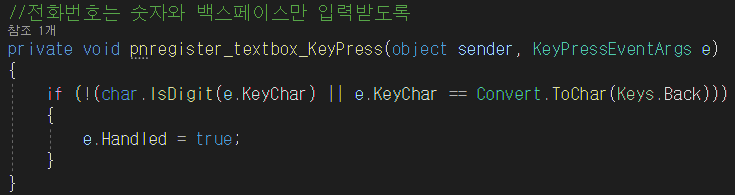 //전화번호는 숫자와 백스페이스만 입력받도록
참조 1개
private void pnregister_textbox_KeyPress(object sender, KeyPressEventArgs e)
{
if (!(char.IsDigit(e.KeyChar) || e.KeyChar == Convert.ToChar(Keys.Back)))
{
e.Handled = true;
}
}